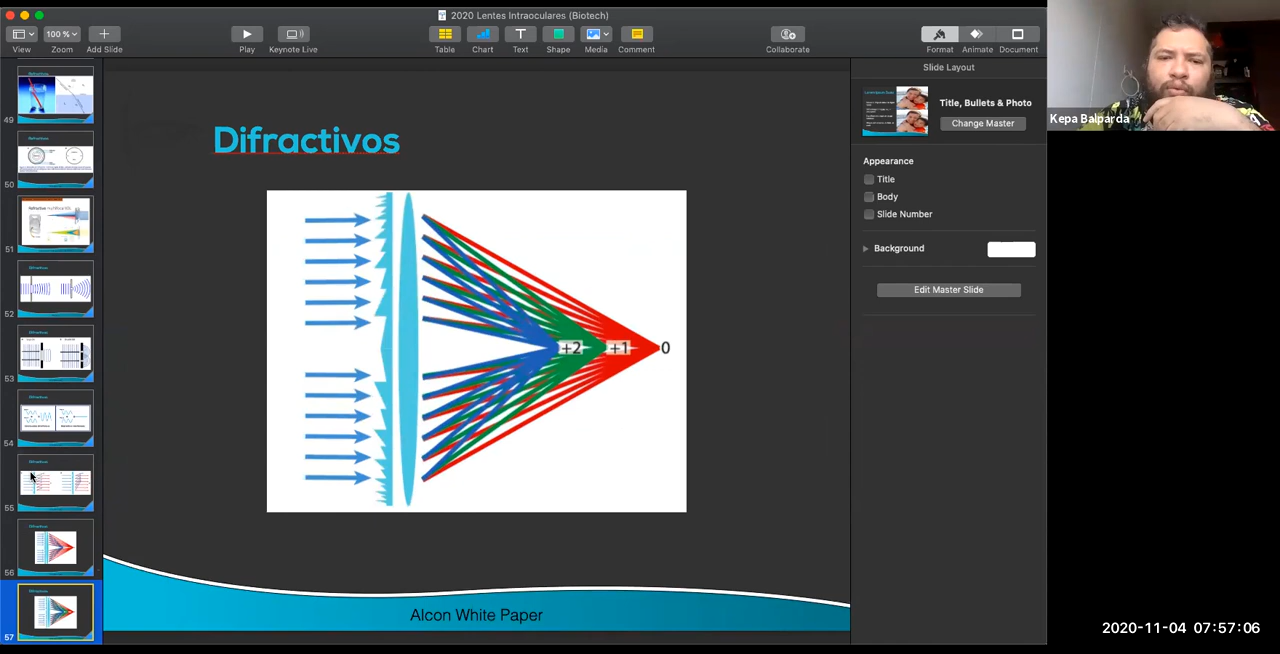 2020 Lentes Intraoculares (Biotech)
100 %
View
Zoom
Add Slide
Play
Keynote Live
Table
Chart
Text
Shape
Media
Comment
Collaborate
Format
Animate
Document
Slide Layout
Title, Bullets & Photo
Change Master
Appearance
Title
Body
Slide Number
Background
Edit Master Slide
Kepa Balparda
Difractivos
+2
+1
0
Alcon White Paper
49
50
51
52
53
54
55
56
57
2020-11-04 07:57:06